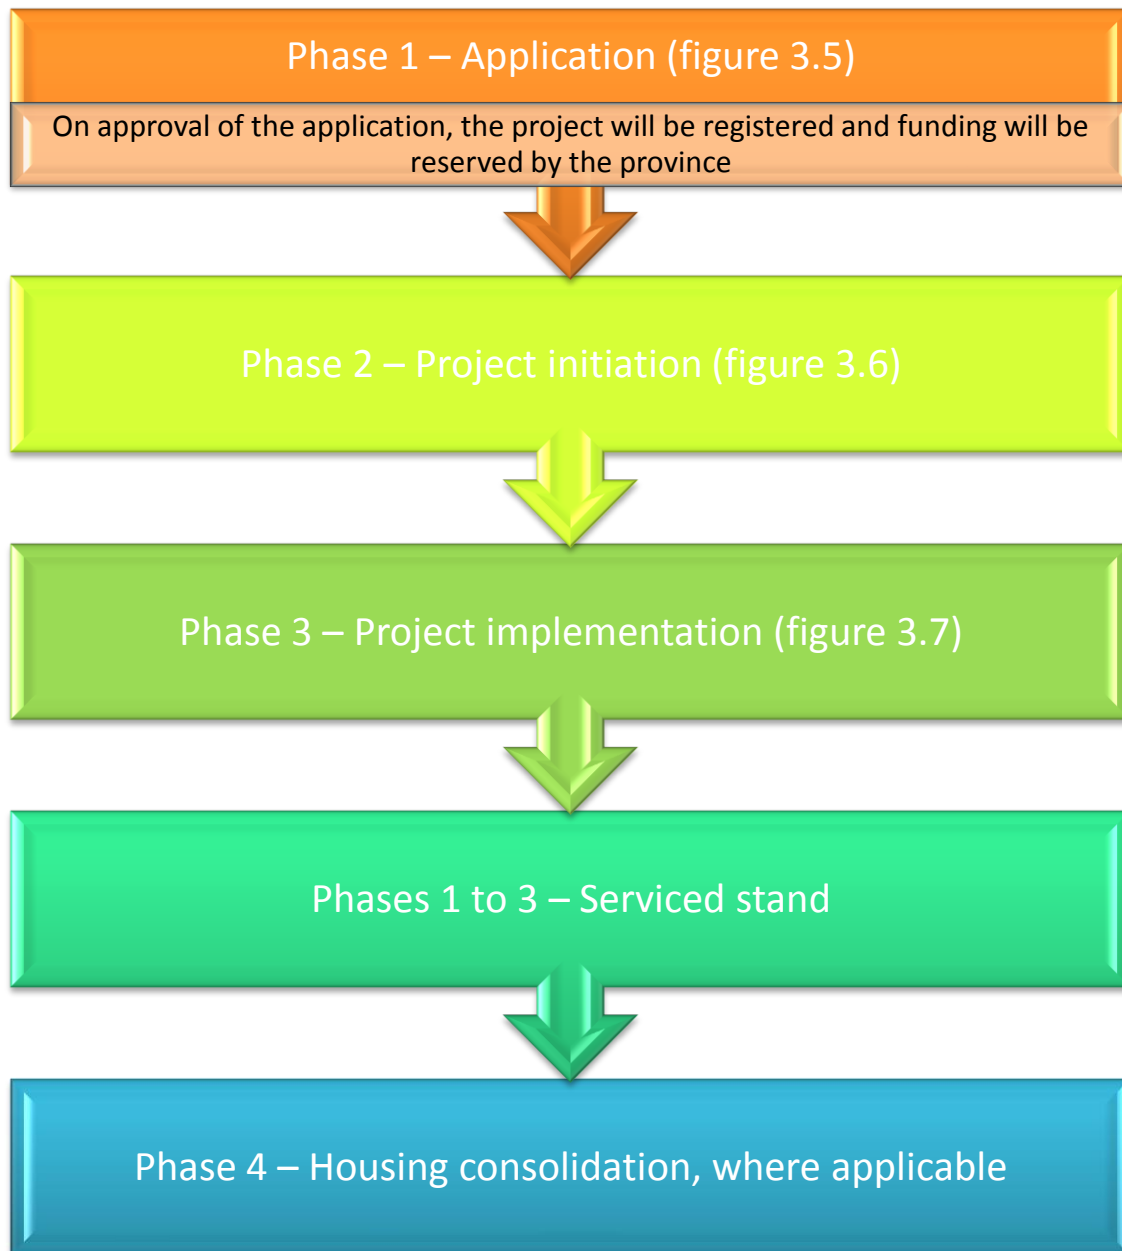 Phase 1 – Application (figure 3.5)
On approval of the application, the project will be registered and funding will be
reserved by the province
Phase 2 – Project initiation (figure 3.6)
Phase 3 – Project implementation (figure 3.7)
Phases 1 to 3 – Serviced stand
Phase 4 – Housing consolidation, where applicable